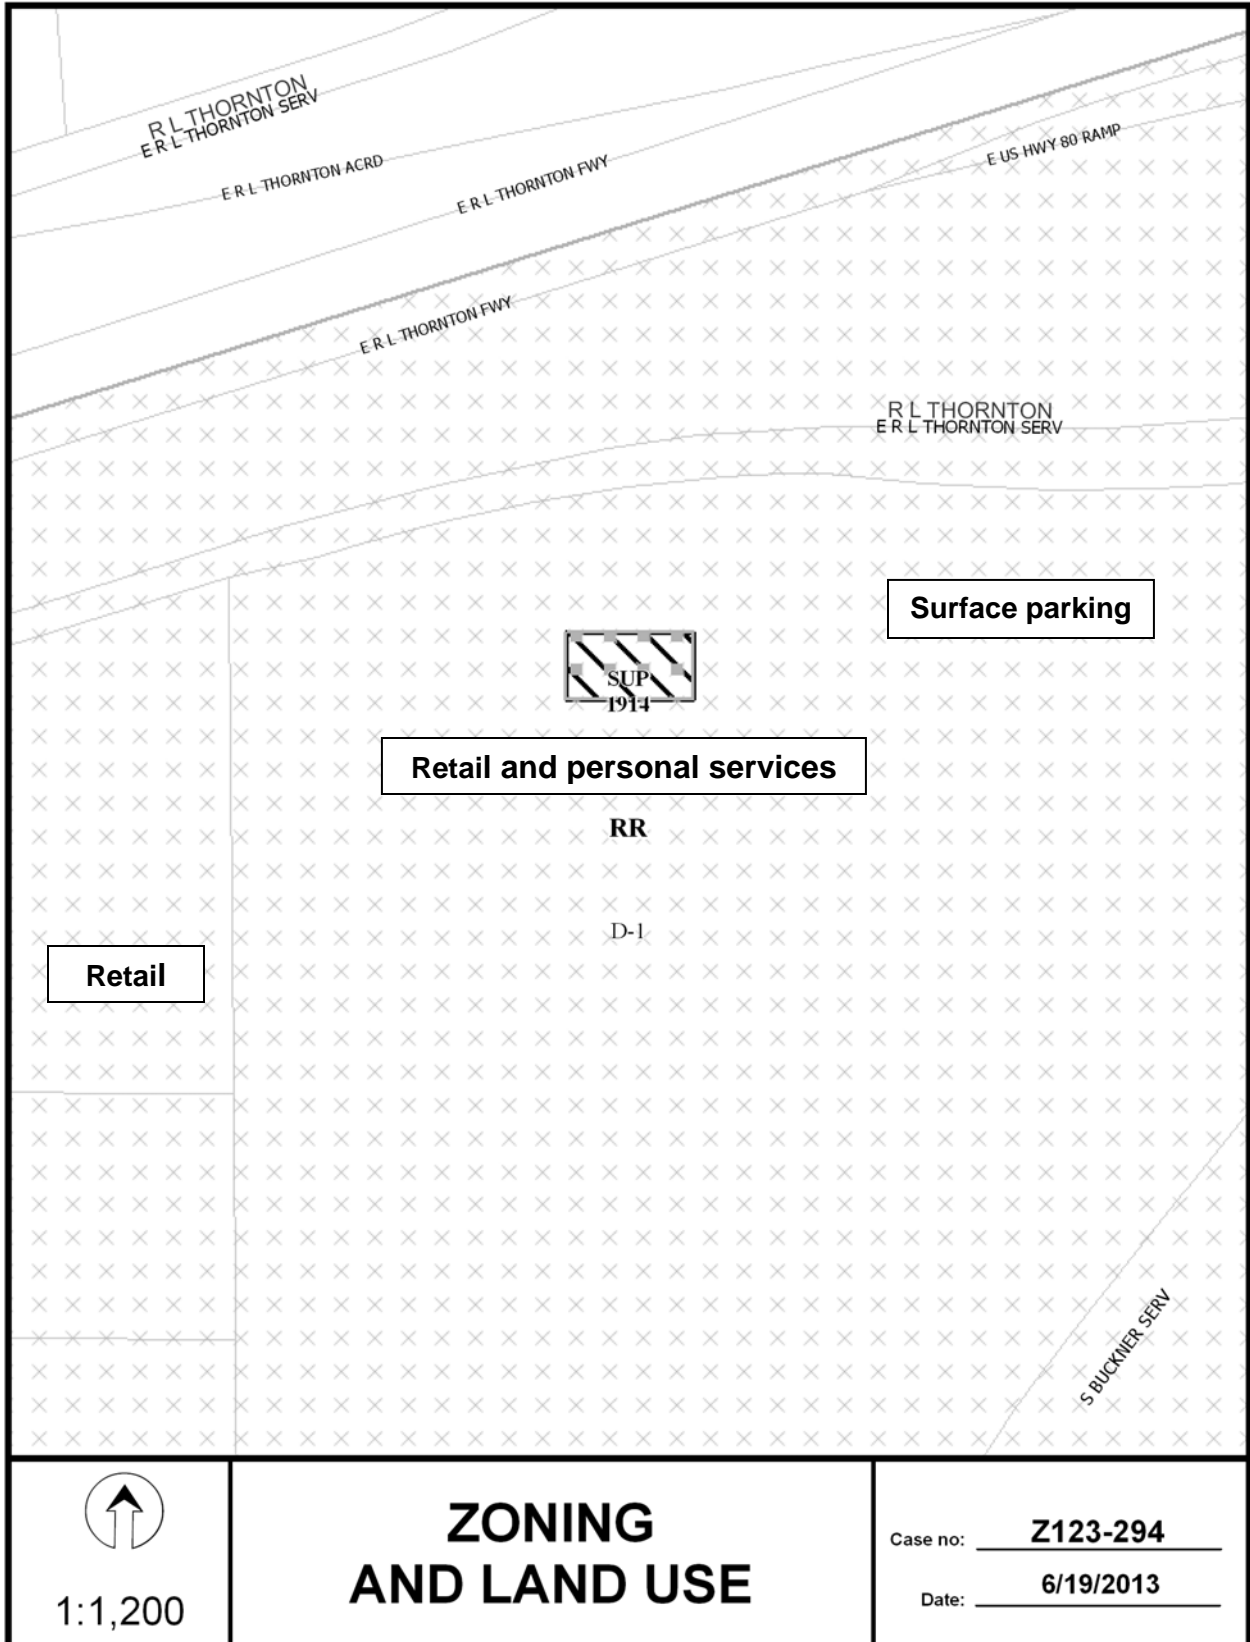 R L THORNTON
E R L THORNTON SERV
E R L THORNTON ACRD
E R L THORNTON FWY
E US HWY 80 RAMP
E R L THORNTON FWY
R L THORNTON
E R L THORNTON SERV
Surface parking
SUP
1914
Retail and personal services
RR
D-1
Retail
S BUCKNER SERV
1:1,200
ZONING
AND LAND USE
Case no: Z123-294
Date: 6/19/2013